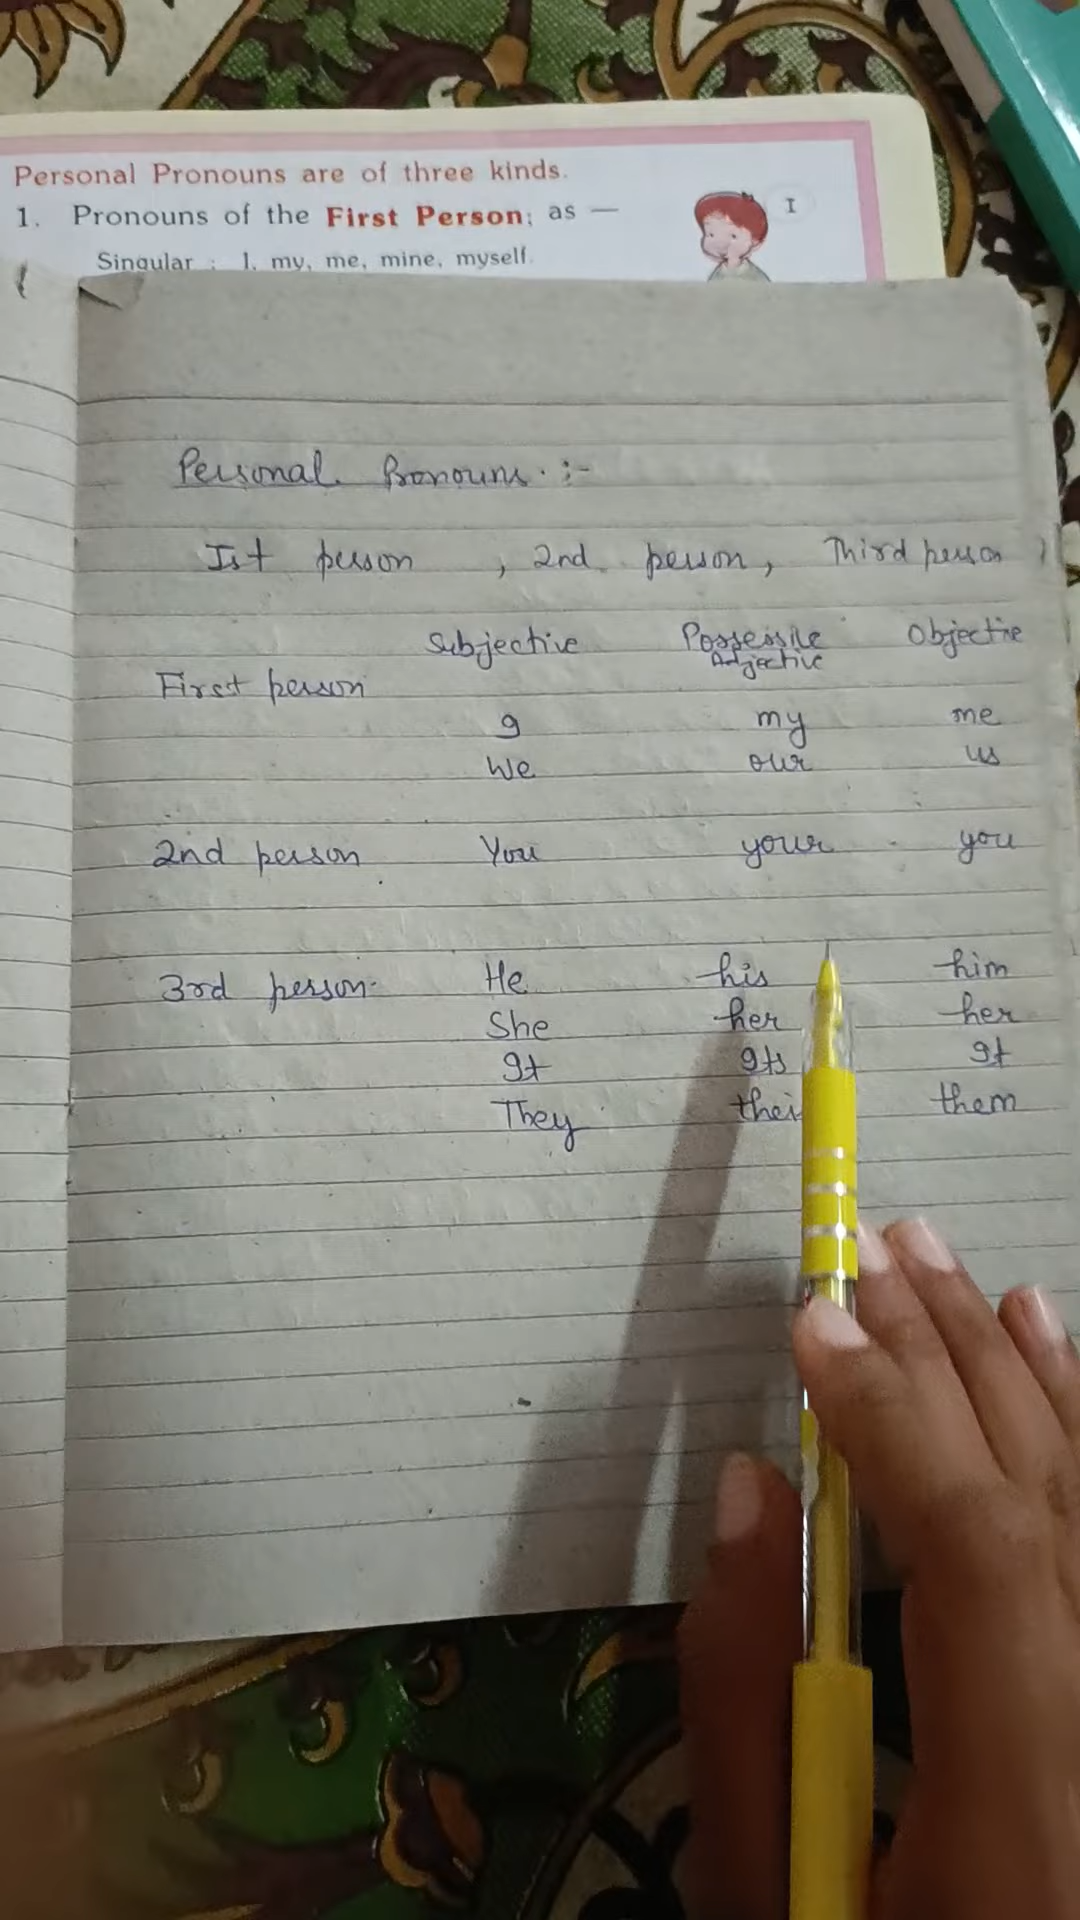 Personal Pronouns are of three kinds.
1. Pronouns of the First Person; as —
I
Singular : I, my, me, mine, myself.
Personal Pronouns :-
Ist person , 2nd person, Third person
Subjective Possessive Adjective Objective
First person
I my me
We our us
2nd person You your you
3rd person He his him
She her her
It Its It
They thei them